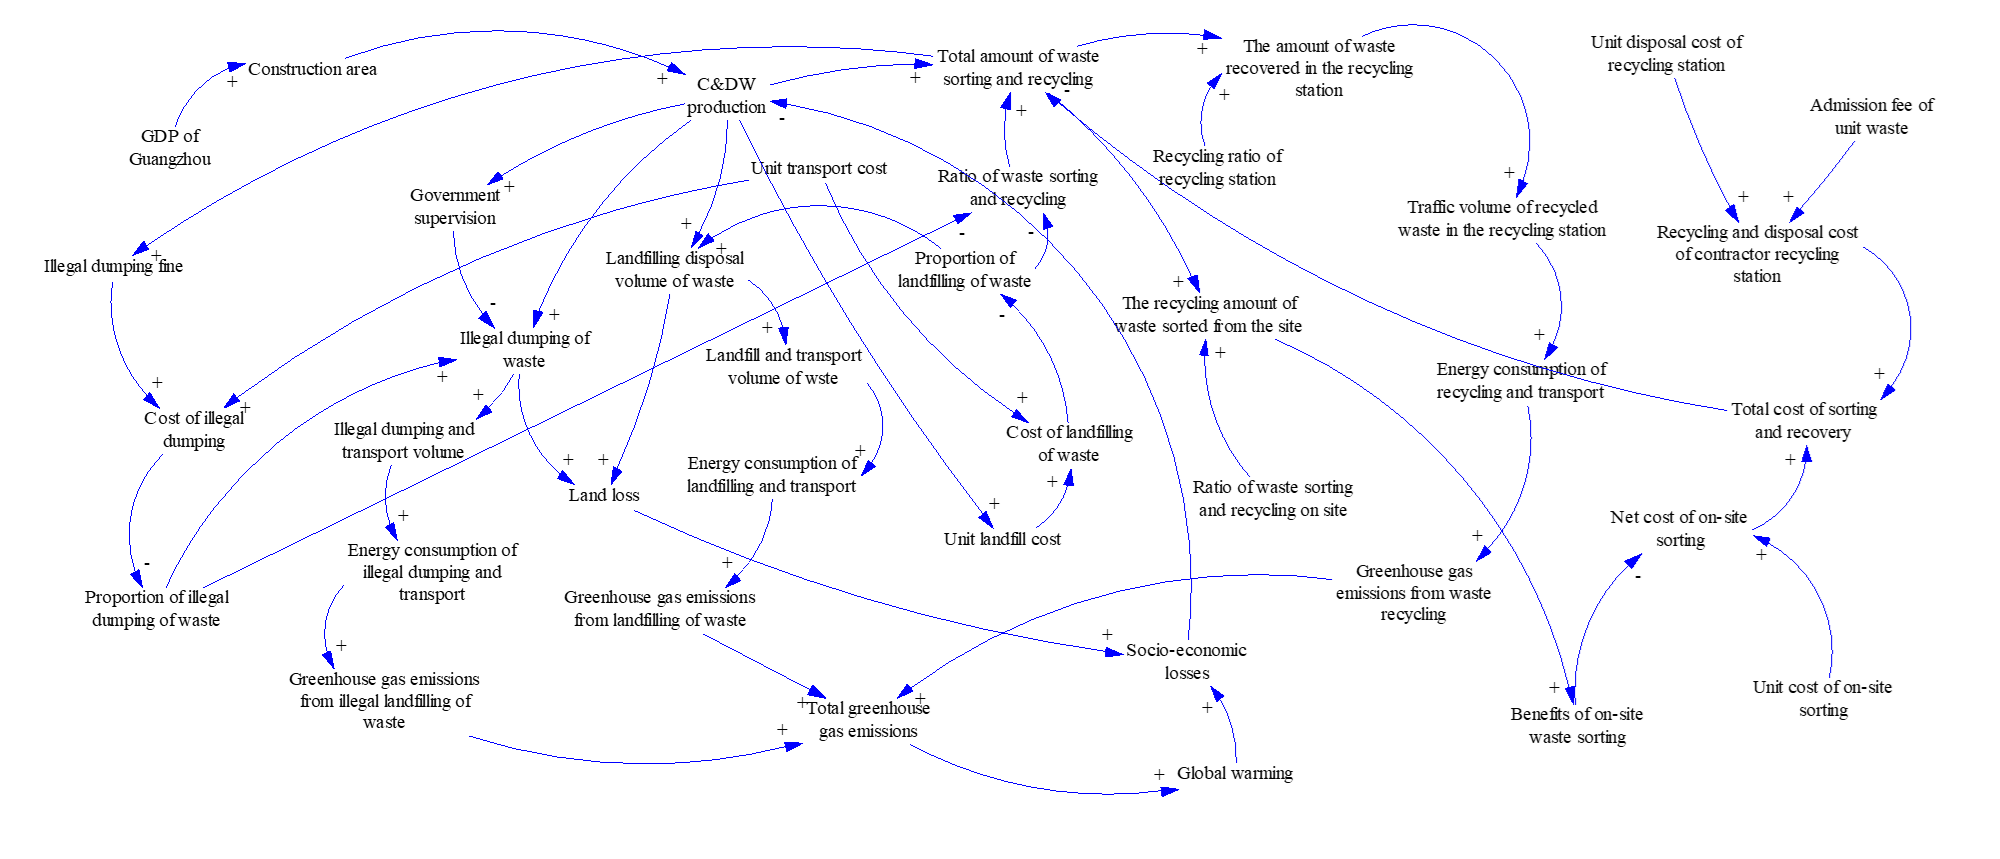 Construction area
GDP of
Guangzhou
C&DW
production
Total amount of waste
sorting and recycling
The amount of waste
recovered in the recycling
station
Unit disposal cost of
recycling station
Admission fee of
unit waste
Unit transport cost
Recycling ratio of
recycling station
Ratio of waste sorting
and recycling
Government
supervision
Traffic volume of recycled
waste in the recycling station
Recycling and disposal cost
of contractor recycling
station
Illegal dumping fine
Landfilling disposal
volume of waste
Proportion of
landfilling of waste
The recycling amount of
waste sorted from the site
Illegal dumping of
waste
Landfill and transport
volume of wste
Energy consumption of
recycling and transport
Cost of illegal
dumping
Total cost of sorting
and recovery
Illegal dumping and
transport volume
Cost of landfilling
of waste
Energy consumption of
landfilling and transport
Land loss
Ratio of waste sorting
and recycling on site
Unit landfill cost
Net cost of on-site
sorting
Energy consumption of
illegal dumping and
transport
Proportion of illegal
dumping of waste
Greenhouse gas emissions
from landfilling of waste
Greenhouse gas
emissions from waste
recycling
Socio-economic
losses
Greenhouse gas emissions
from illegal landfilling of
waste
Total greenhouse
gas emissions
Benefits of on-site
waste sorting
Unit cost of on-site
sorting
Global warming